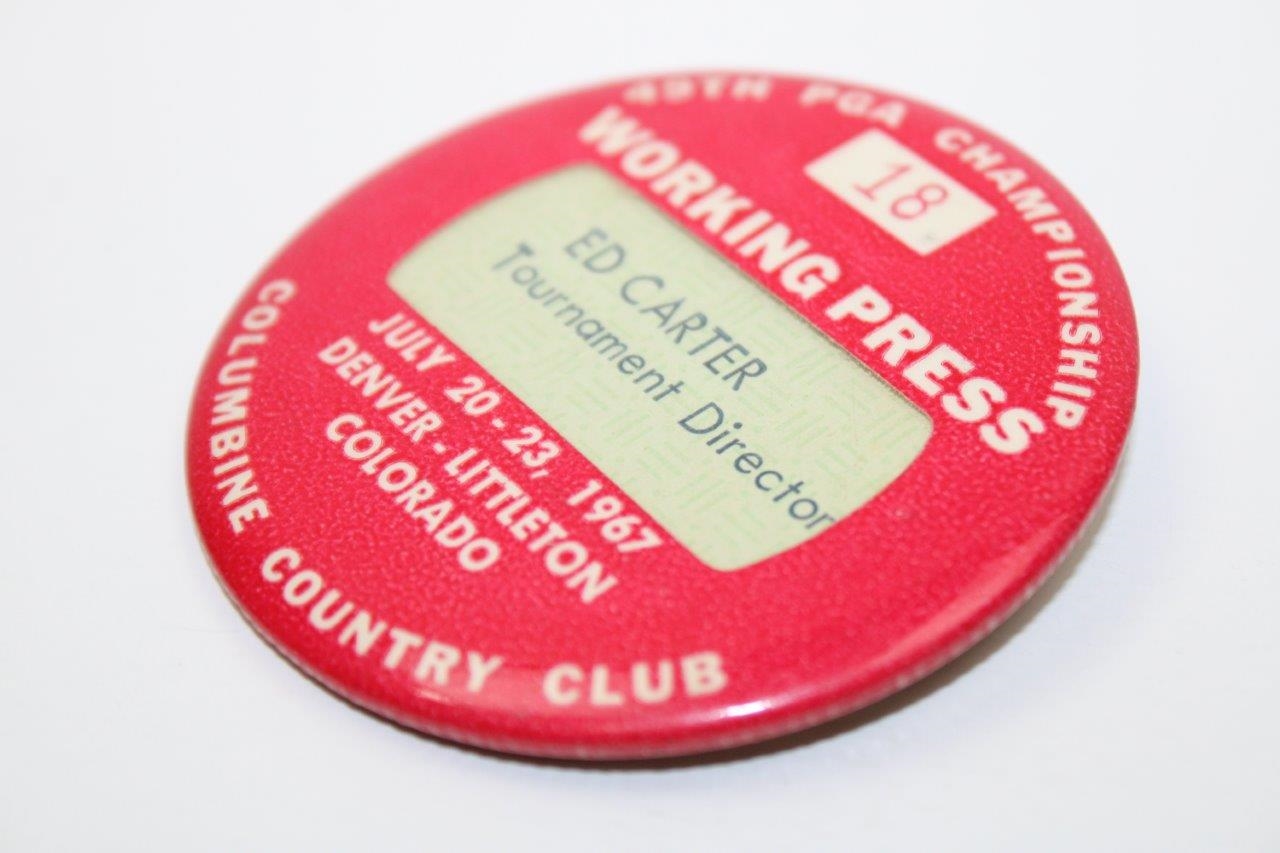 49TH PGA CHAMPIONSHIP
18
WORKING PRESS
ED CARTER
Tournament Director
JULY 20-23, 1967
DENVER-LITTLETON
COLORADO
COLUMBINE COUNTRY CLUB